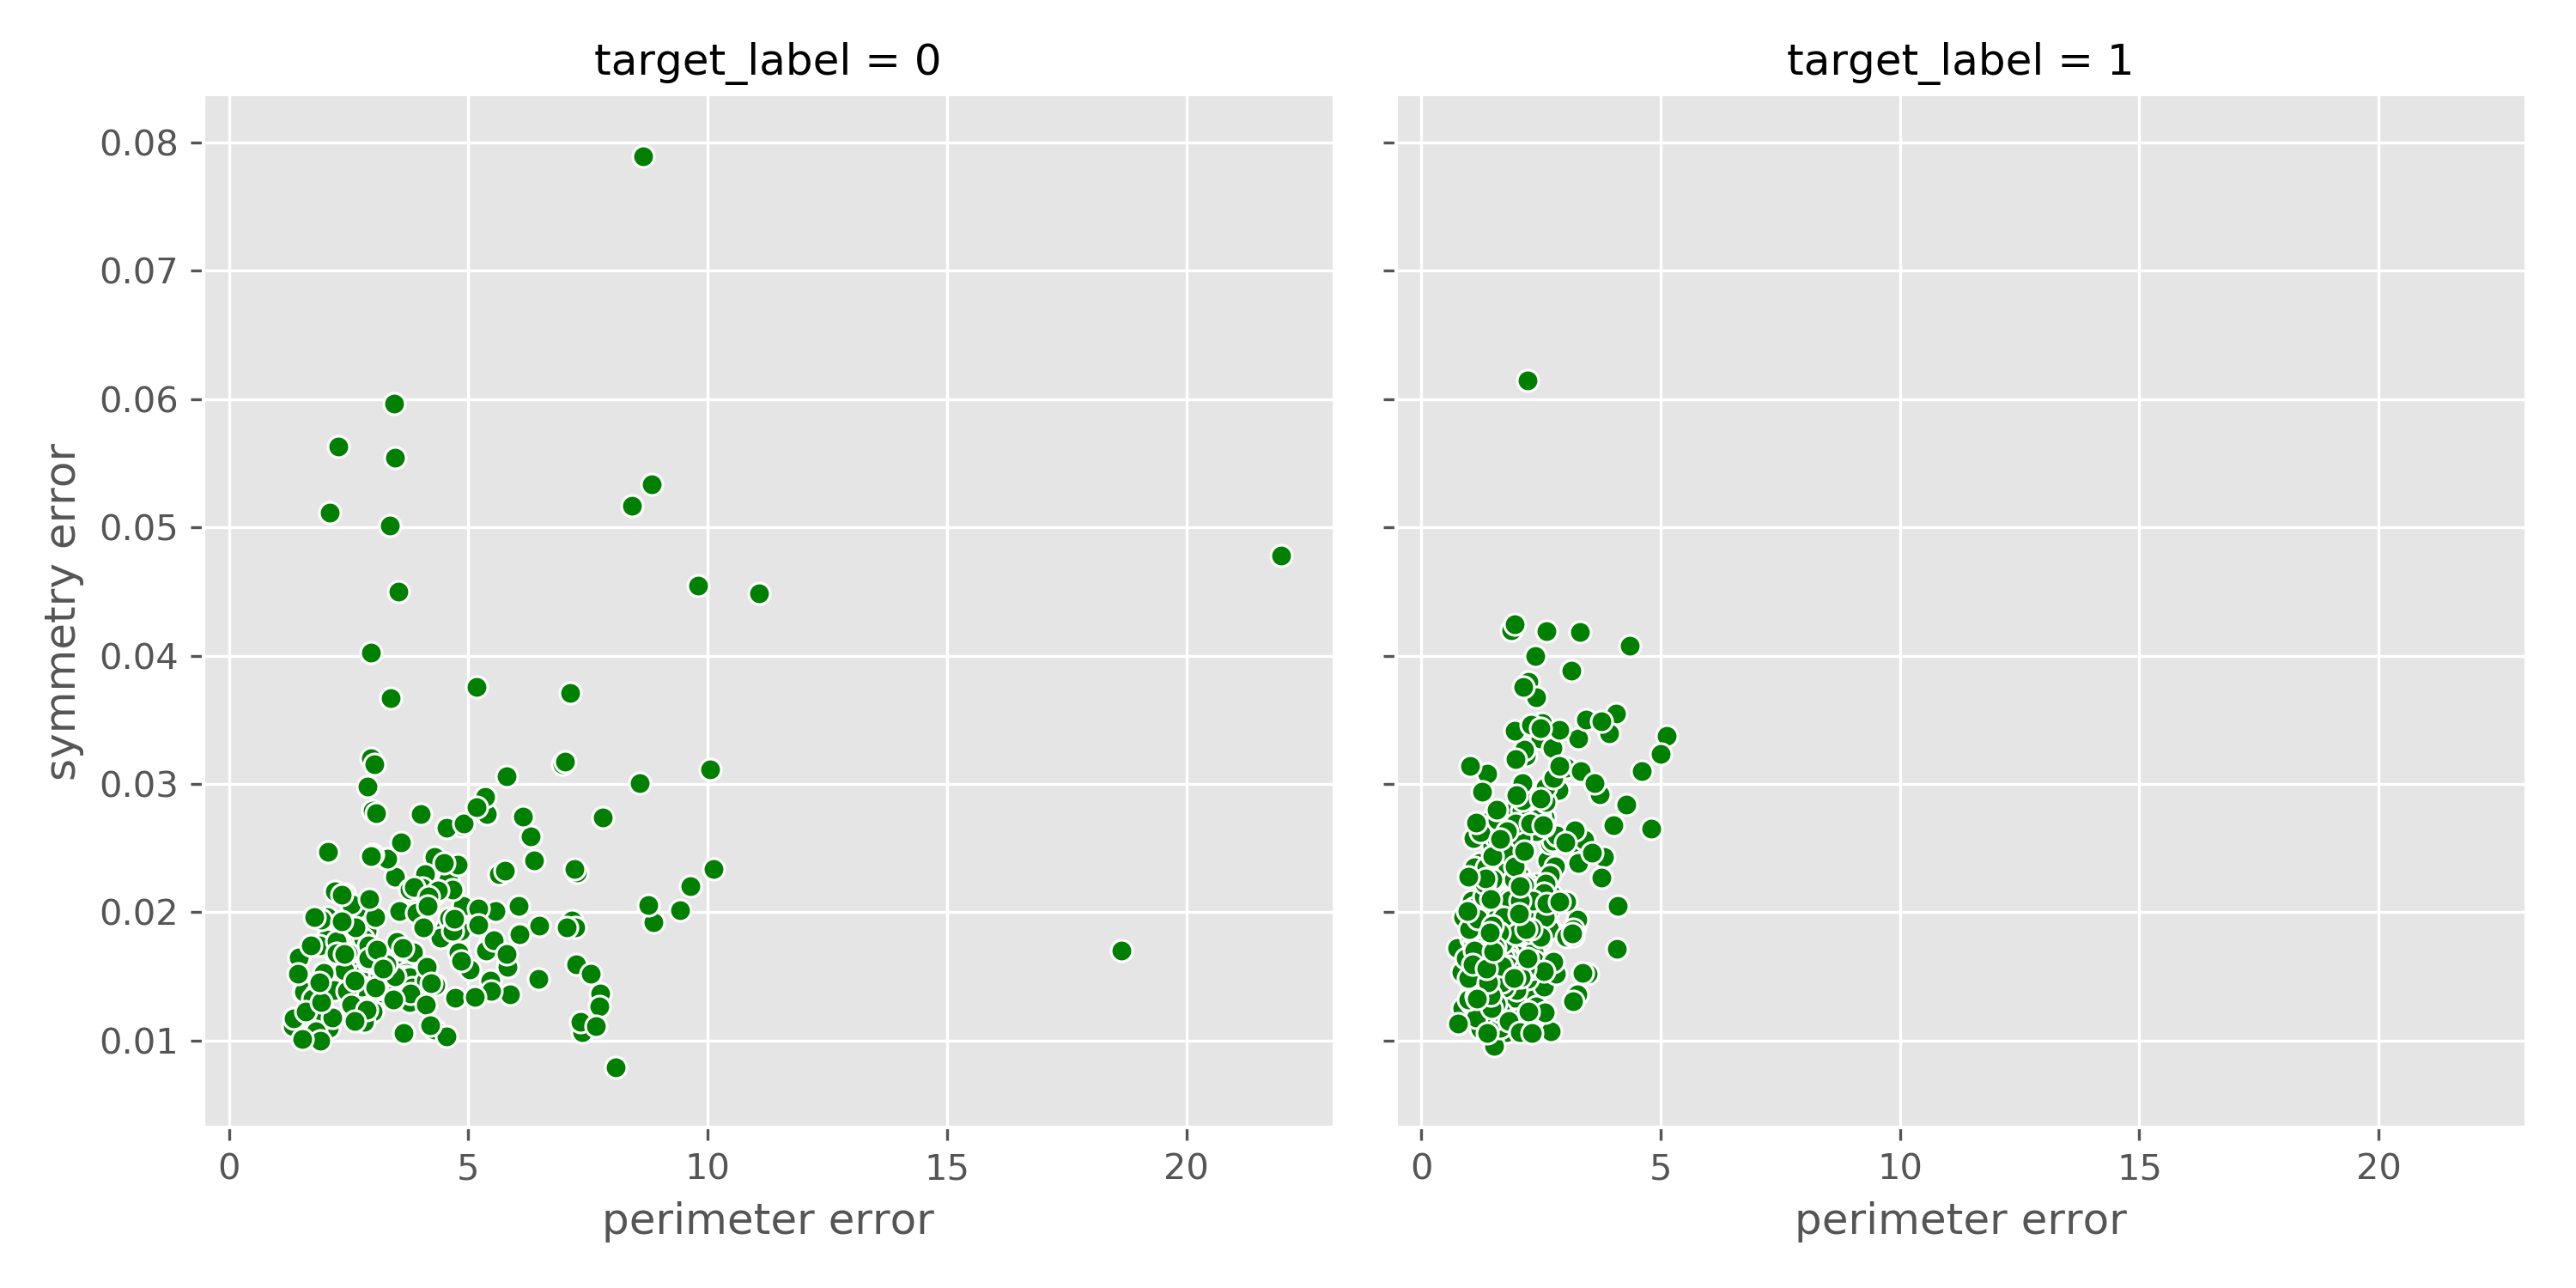 target_label = 0
target_label = 1
0.08
0.07
0.06
0.05
0.04
0.03
0.02
0.01
symmetry error
0 5 10 15 20
0 5 10 15 20
perimeter error
perimeter error